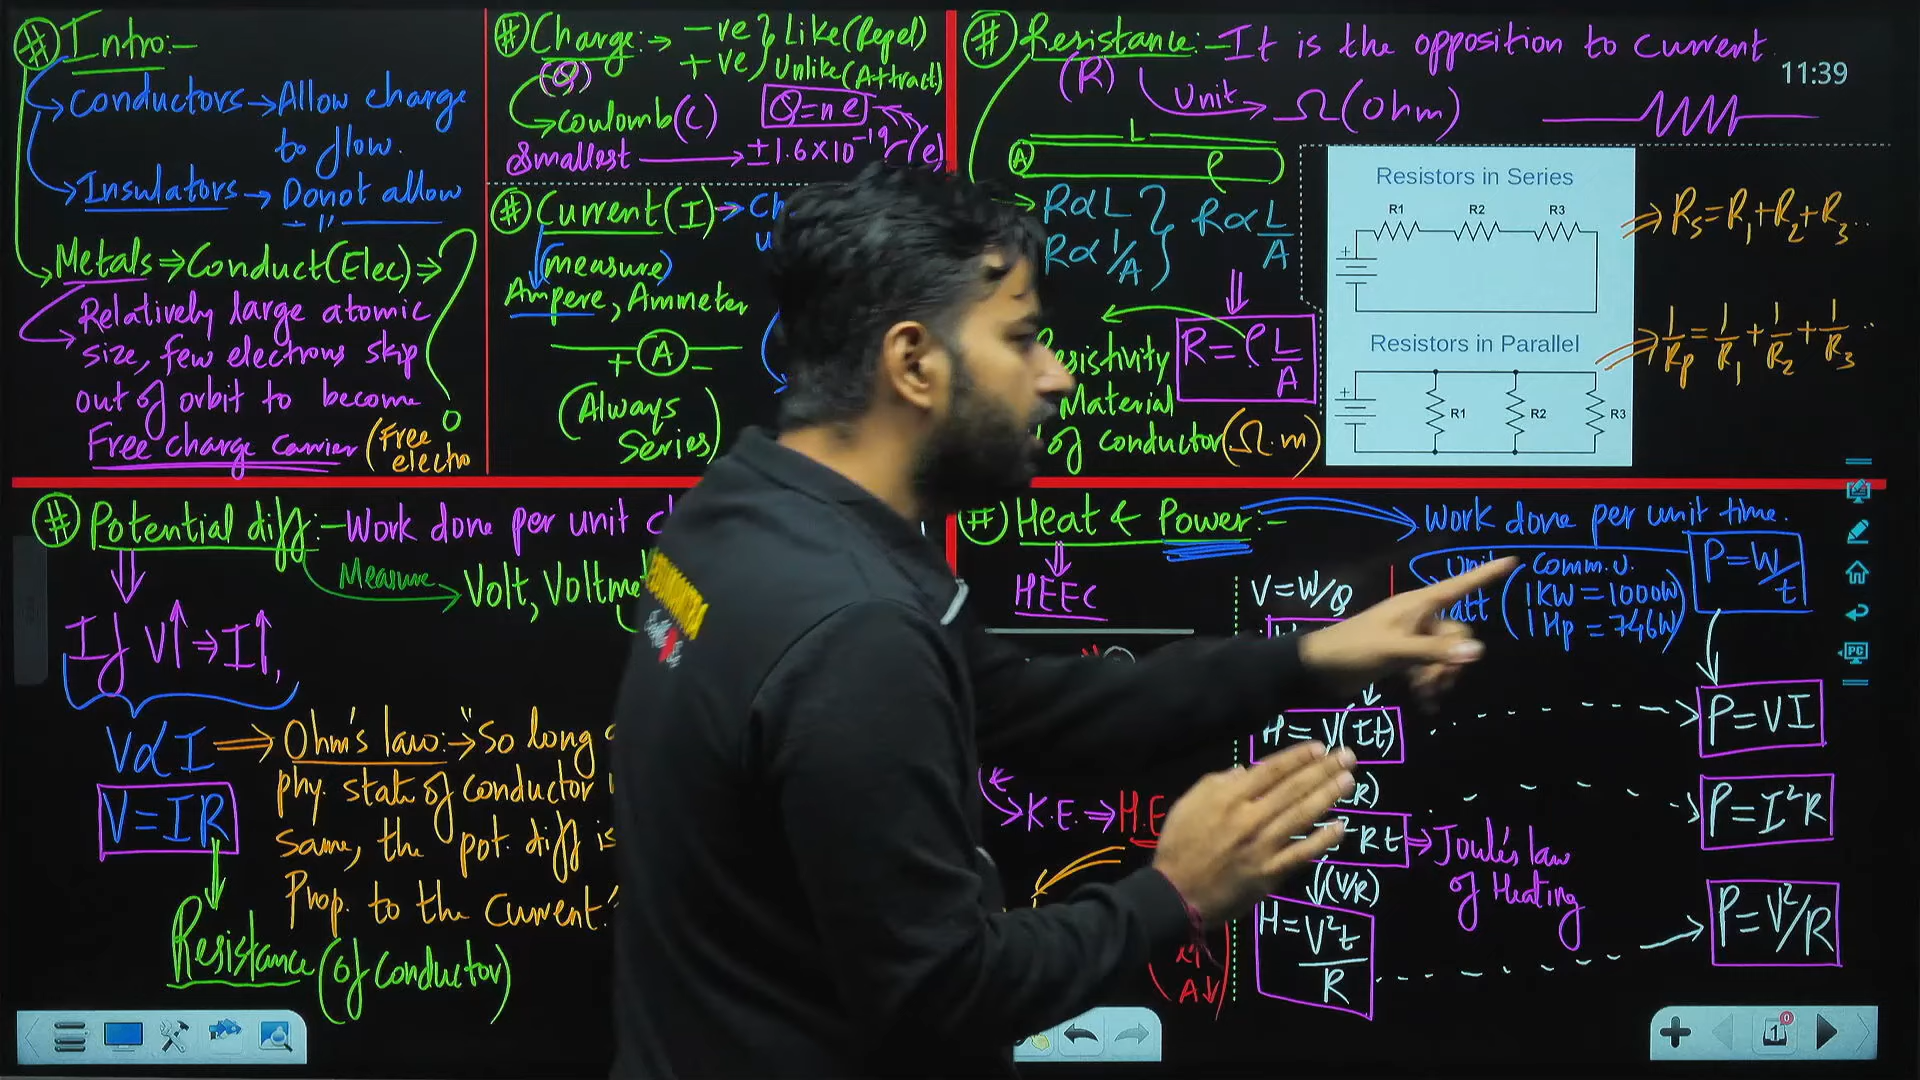 # Intro:-
Conductors → Allow charge
to flow.
Insulators → Donot allow
—"—
Metals ⇒ Conduct(Elec) ⇒ ?
Relatively large atomic
size, few electrons skip
out of orbit to become
Free charge carrier (Free
electro
# Charge :→ -ve } Like(Repel)
(Q) +ve } Unlike(Attract)
Coulomb(C) Q=ne
Smallest → ±1.6×10⁻¹⁹C(e)
# Current(I) →
(measure)
Ampere, Ammeter
+ A -
(Always
Series)
# Resistance:- It is the opposition to current.
11:39
(R) Unit → Ω(Ohm)
L
A ρ
R∝L } R∝L/A
R∝1/A
Resistivity R=ρL/A
Material
of conductor(Ω.m)
Resistors in Series
R1 R2 R3
Rs=R₁+R₂+R₃..
Resistors in Parallel
R1 R2 R3
1/Rp=1/R₁+1/R₂+1/R₃..
# Potential diff:- Work done per unit
Measure → Volt,
If V↑→I↑,
V∝I ⇒ Ohm's law:→"So long
phy. state of conductor
V=IR
same, the pot. diff is
Prop. to the current."
Resistance (of conductor)
# Heat & Power:- → Work done per unit time.
HEEC
V=W/Q
Comm.u. P=W/t
(1KW=1000W)
1Hp=746W
H=V(It) → P=VI
K.E. ⇒ H.E
Rt ⇒ Joule's law
of Heating
P=I²R
(V/R)
H=V²t/R → P=V²/R
A↓
PC
1
0